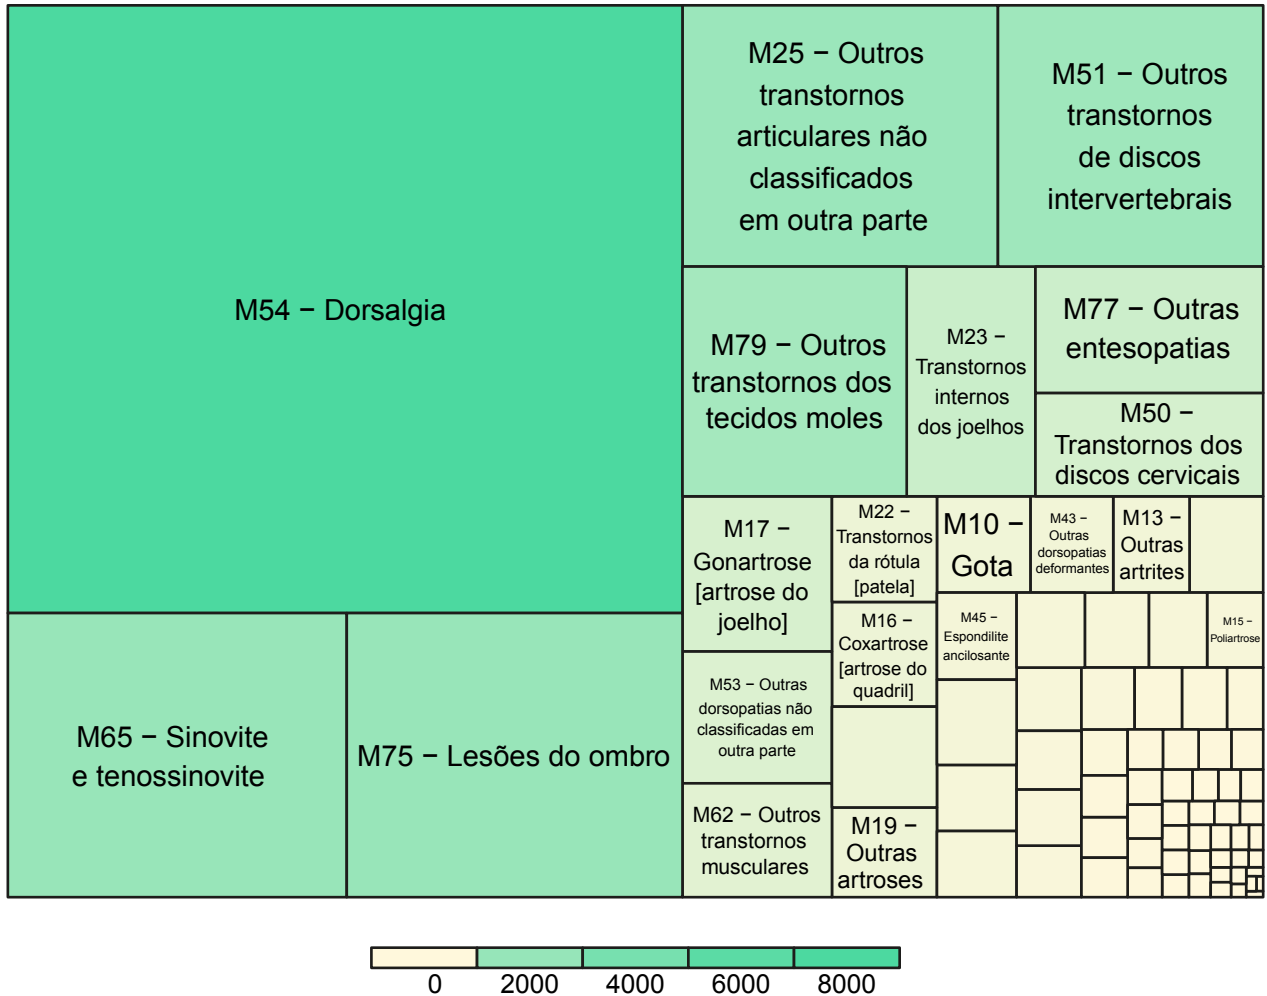 M54 − Dorsalgia
M65 − Sinovite
e tenossinovite
M75 − Lesões do ombro
M25 − Outros
transtornos
articulares não
classificados
em outra parte
M51 − Outros
transtornos
de discos
intervertebrais
M79 − Outros
transtornos dos
tecidos moles
M23 −
Transtornos
internos
dos joelhos
M77 − Outras
entesopatias
M50 −
Transtornos dos
discos cervicais
M17 −
Gonartrose
[artrose do
joelho]
M53 − Outras
dorsopatias não
classificadas em
outra parte
M62 − Outros
transtornos
musculares
M22 −
Transtornos
da rótula
[patela]
M16 −
Coxartrose
[artrose do
quadril]
M19 −
Outras
artroses
M10 −
Gota
M43 −
Outras
dorsopatias
deformantes
M13 −
Outras
artrites
M45 −
Espondilite
ancilosante
M15 −
Poliartrose
0 2000 4000 6000 8000